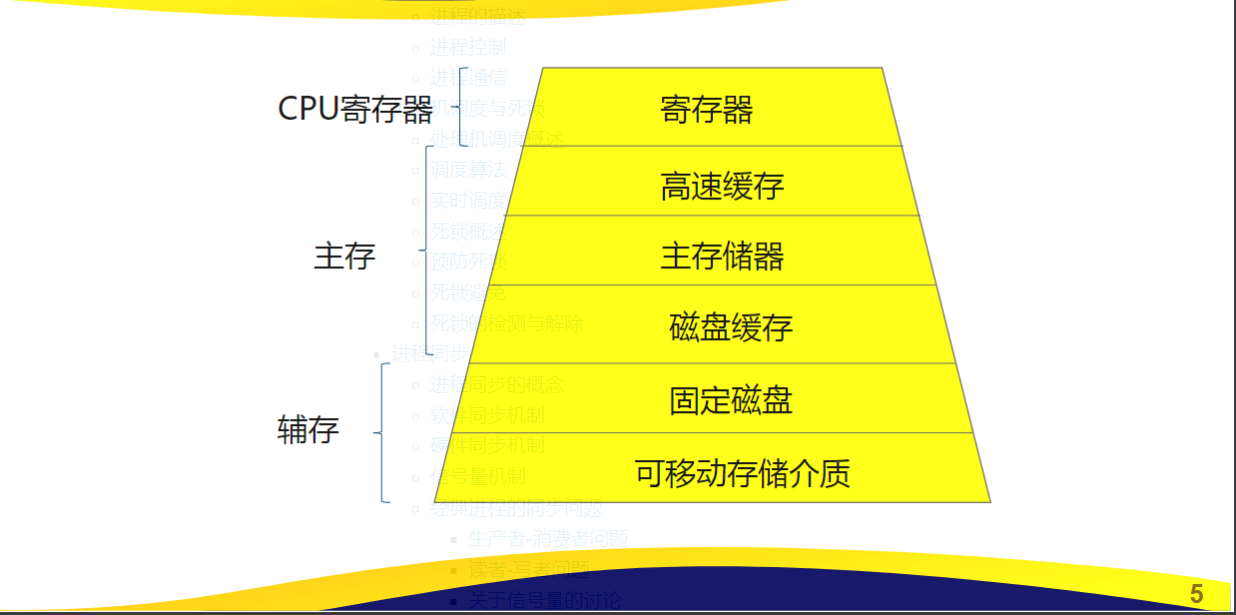 进程的描述
进程控制
进程通信
CPU寄存器
机调度与死锁
寄存器
处理机调度概述
调度算法
高速缓存
实时调度
死锁概述
主存
预防死锁
主存储器
死锁避免
死锁的检测与解除
磁盘缓存
进程同步
进程同步的概念
固定磁盘
软件同步机制
辅存
硬件同步机制
信号量机制
可移动存储介质
经典进程的同步问题
生产者-消费者问题
读者-写者问题
关于信号量的讨论
5